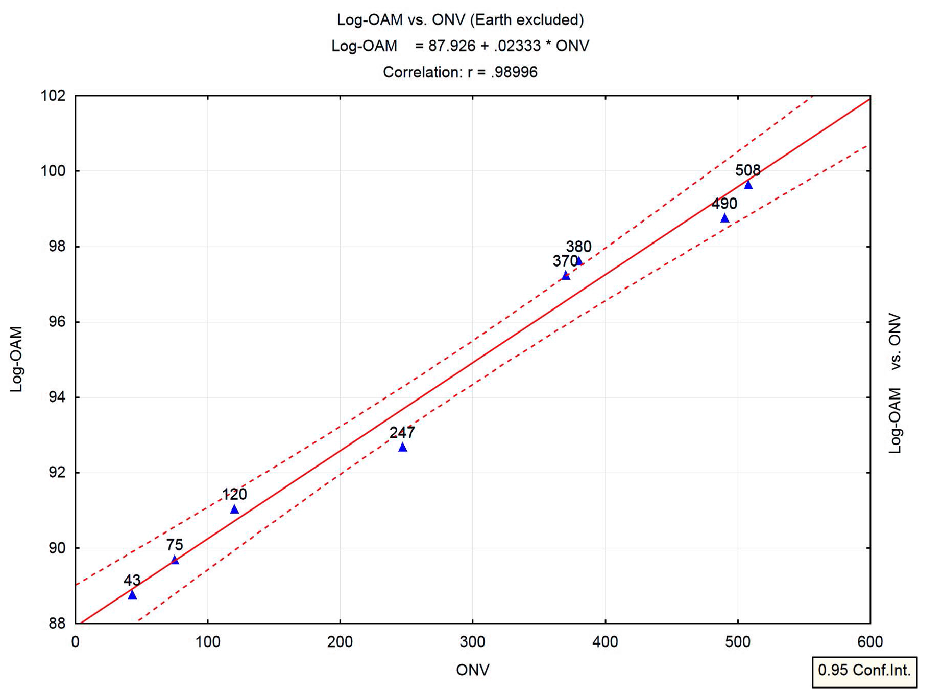 Log-OAM vs. ONV (Earth excluded)
Log-OAM = 87.926 + .02333 * ONV
Correlation: r = .98996
102
100
98
96
94
92
90
88
Log-OAM
508
490
380
370
247
120
75
43
Log-OAM vs. ONV
0 100 200 300 400 500 600
ONV
0.95 Conf.Int.